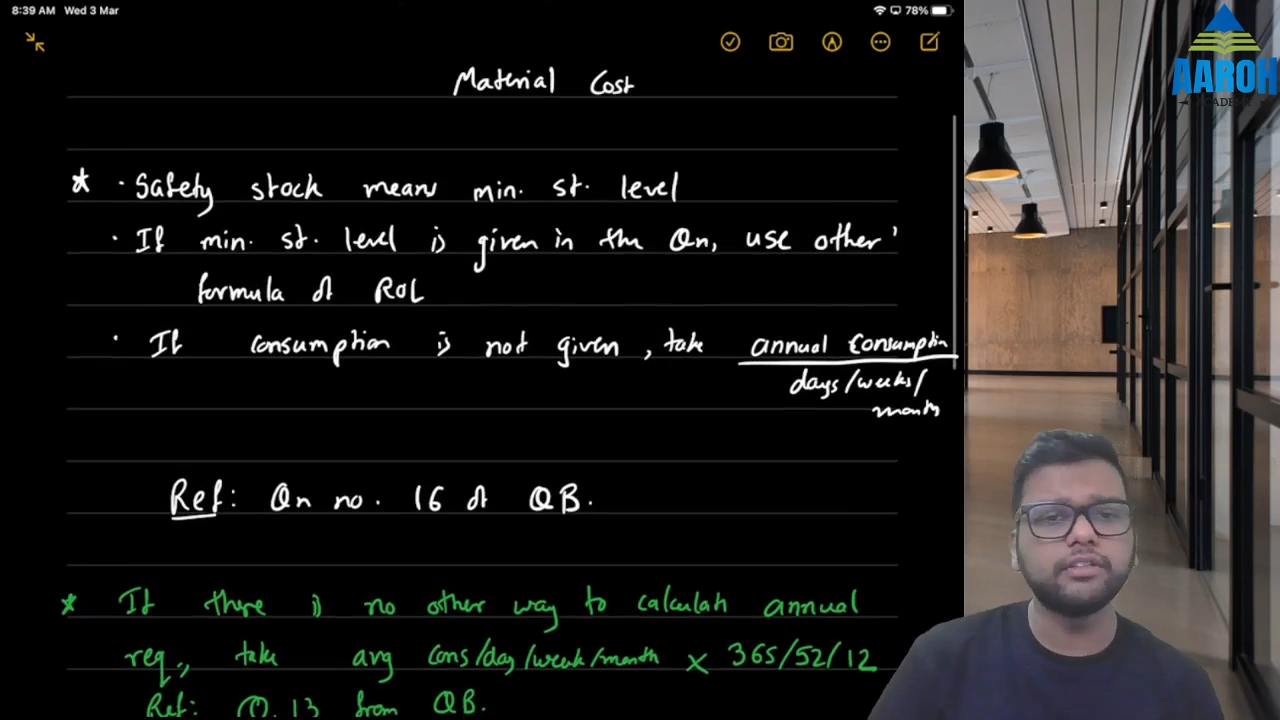 8:39 AM Wed 3 Mar
78%
AAROH
Material Cost
* · Safety stock means min. st. level
· If min. st. level is given in the Qn, use other
formula of ROL
· If consumption is not given, take annual consumption
days/weeks/
month
Ref: Qn no. 16 of QB.
* If there is no other way to calculate annual
req, take avg cons/day/week/month × 365/52/12
Ref: Q.13 from QB.